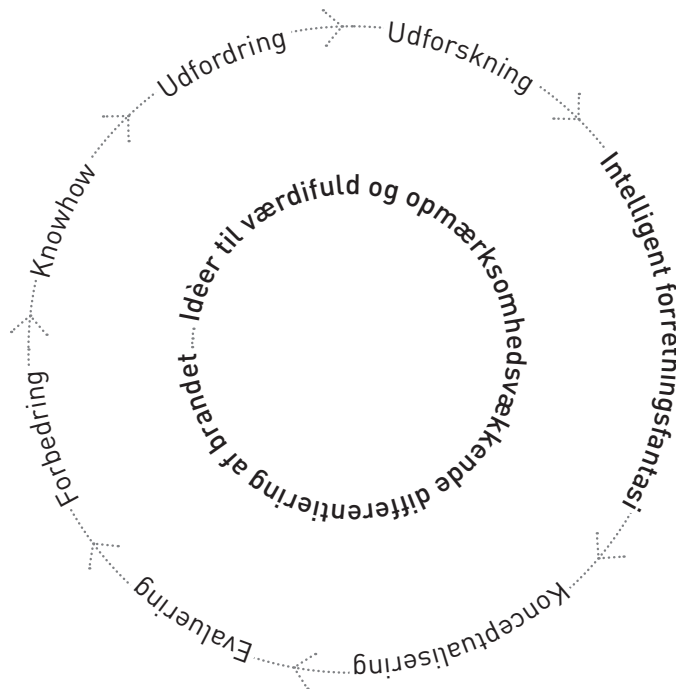 Udfordring
Udforskning
Intelligent forretningsfantasi
Konceptualisering
Evaluering
Forbedring
Knowhow
Idèer til værdifuld og opmærksomhedsvækkende differentiering af brandet